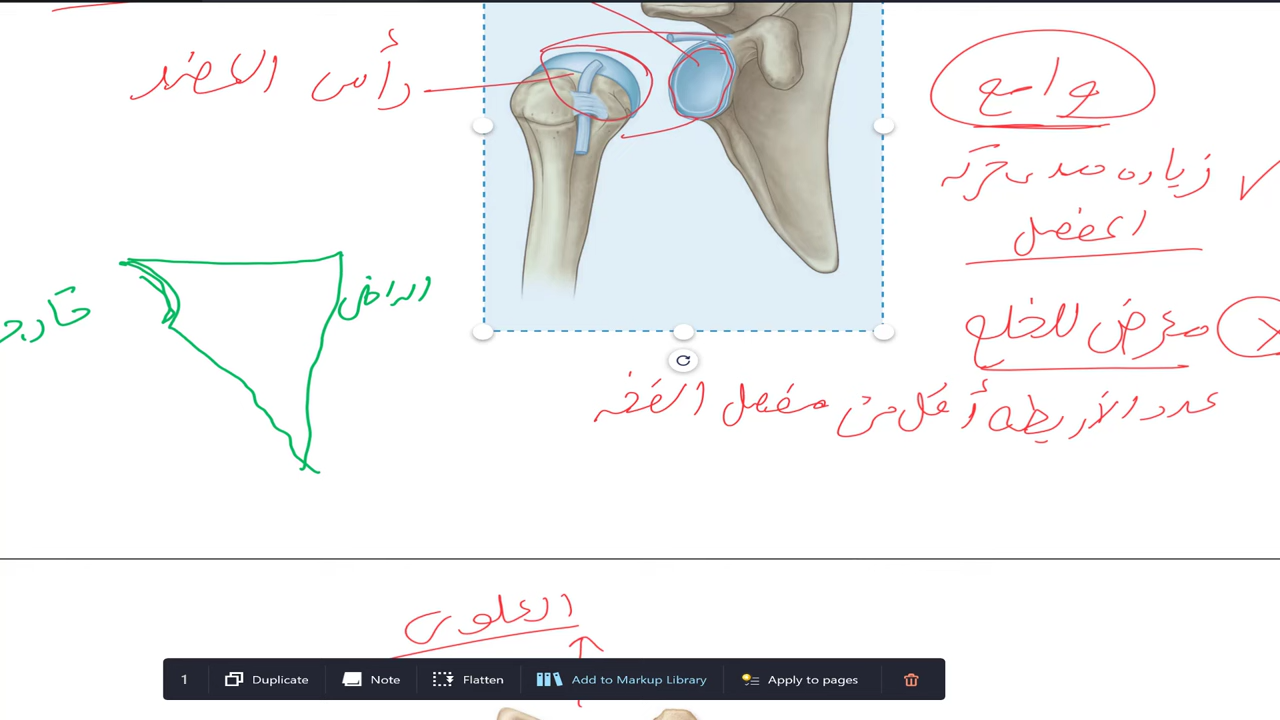 رأس العضد
واسع
زيادة مدى حركة
المفصل
معرض للخلع
عدد الأربطة أقل من مفصل الفخذ
خارج
العلوي
1
Duplicate
Note
Flatten
Add to Markup Library
Apply to pages